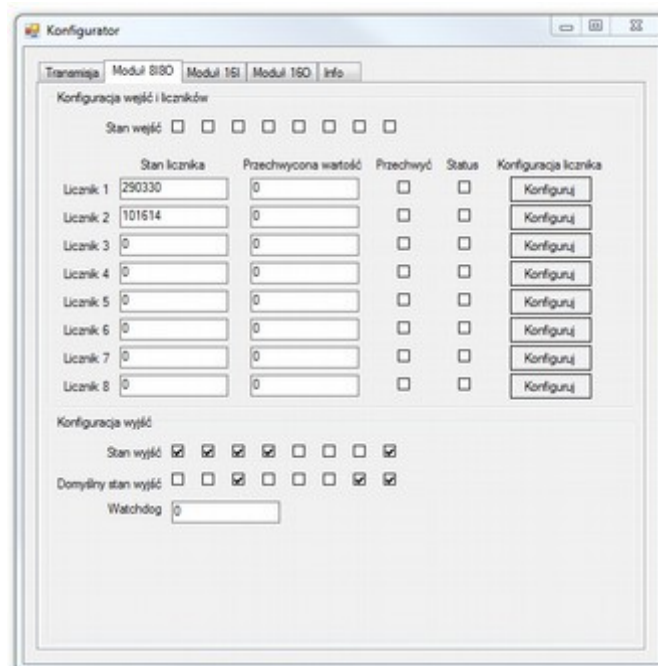 Konfigurator
Transmisja Moduł 8I8O Moduł 16I Moduł 16O Info
Konfiguracja wejść i liczników
Stan wejść
Stan licznika Przechwycona wartość Przechwyć Status Konfiguracja licznika
Licznik 1 290330 0 Konfiguruj
Licznik 2 101614 0 Konfiguruj
Licznik 3 0 0 Konfiguruj
Licznik 4 0 0 Konfiguruj
Licznik 5 0 0 Konfiguruj
Licznik 6 0 0 Konfiguruj
Licznik 7 0 0 Konfiguruj
Licznik 8 0 0 Konfiguruj
Konfiguracja wyjść
Stan wyjść
Domyślny stan wyjść
Watchdog 0